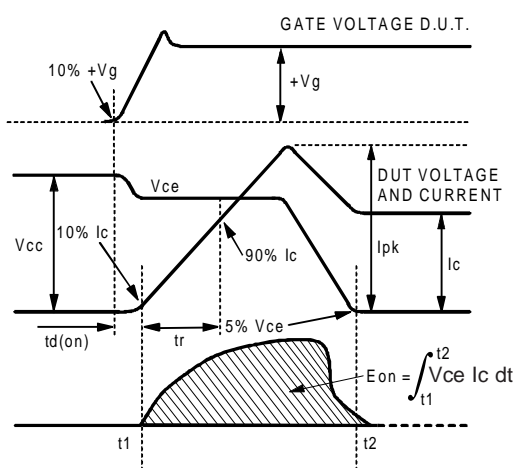 GATE VOLTAGE D.U.T.
10% +Vg
+Vg
DUT VOLTAGE
AND CURRENT
Vce
10% Ic
Vcc
90% Ic
Ipk
Ic
td(on)
tr
5% Vce
Eon = ∫ Vce Ic dt
t2
t1
t1
t2